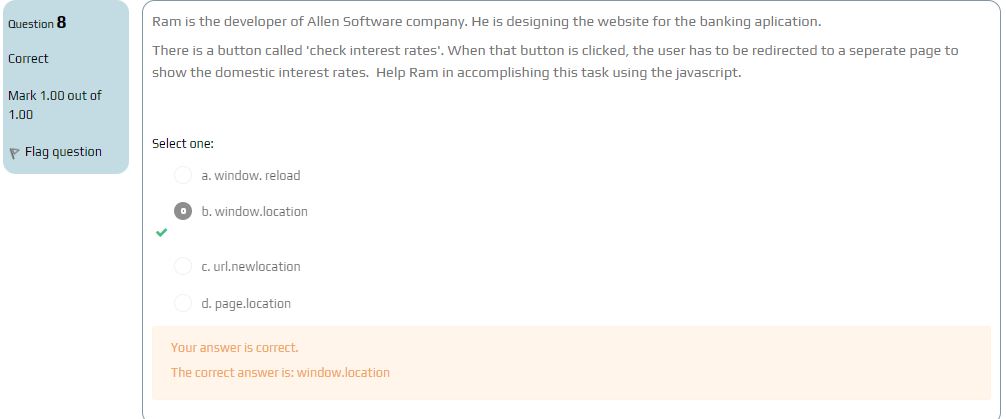 Question 8
Correct
Mark 1.00 out of
1.00
Flag question
Ram is the developer of Allen Software company. He is designing the website for the banking aplication.
There is a button called 'check interest rates'. When that button is clicked, the user has to be redirected to a seperate page to
show the domestic interest rates. Help Ram in accomplishing this task using the javascript.
Select one:
a. window. reload
b. window.location
c. url.newlocation
d. page.location
Your answer is correct.
The correct answer is: window.location